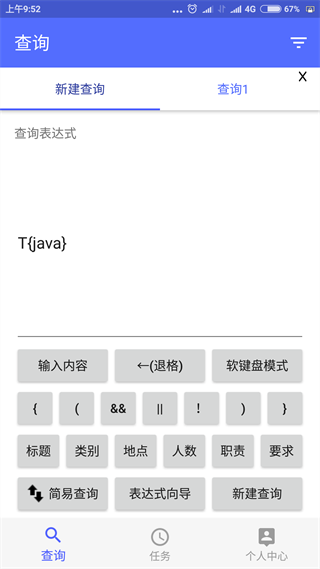 上午9:52 ... 4G 67%
查询
X
新建查询 查询1
查询表达式
T{java}
输入内容 ←(退格) 软键盘模式
{ ( && || ! ) }
标题 类别 地点 人数 职责 要求
简易查询 表达式向导 新建查询
查询 任务 个人中心